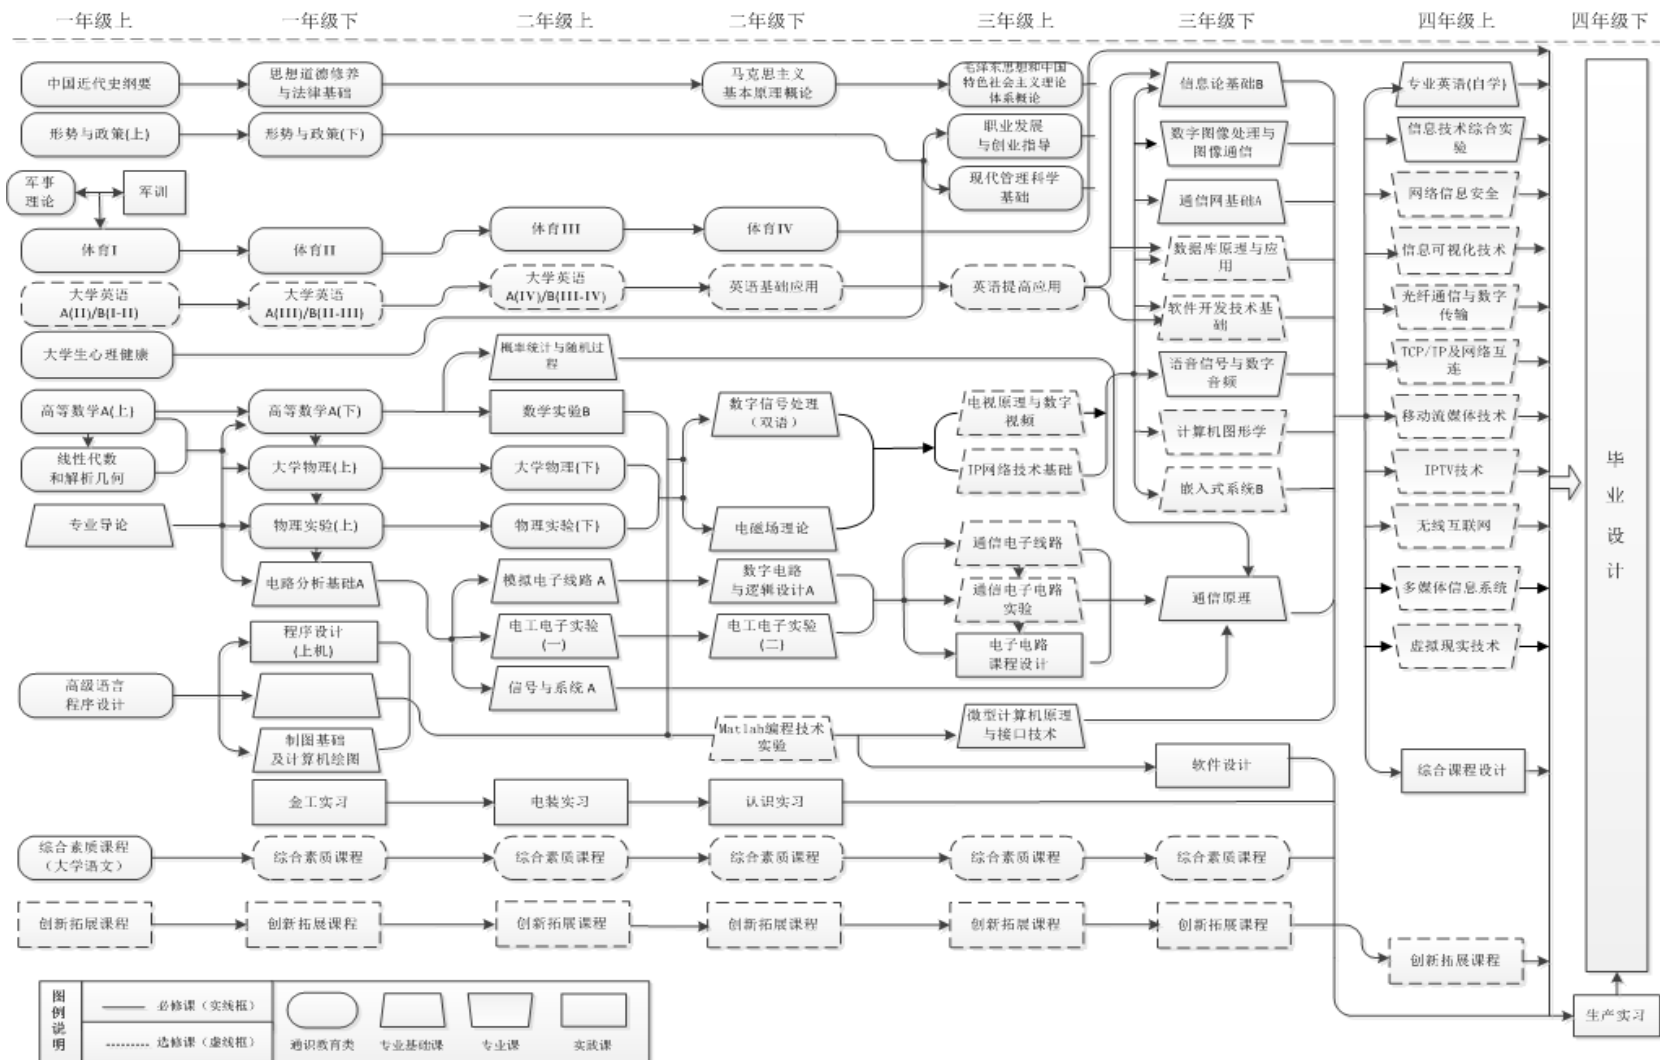 一年级上
一年级下
二年级上
二年级下
三年级上
三年级下
四年级上
四年级下
中国近代史纲要
思想道德修养
与法律基础
马克思主义
基本原理概论
毛泽东思想和中国
特色社会主义理论
体系概论
信息论基础B
专业英语(自学)
形势与政策(上)
形势与政策(下)
职业发展
与创业指导
数字图像处理与
图像通信
信息技术综合实
验
军事
理论
军训
现代管理科学
基础
通信网基础A
网络信息安全
体育I
体育II
体育III
体育IV
数据库原理与应
用
信息可视化技术
大学英语
A(II)/B(I-II)
大学英语
A(III)/B(II-III)
大学英语
A(IV)/B(III-IV)
英语基础应用
英语提高应用
软件开发技术基
础
光纤通信与数字
传输
大学生心理健康
概率统计与随机过
程
语音信号与数字
音频
TCP/IP及网络互
连
高等数学A(上)
高等数学A(下)
数学实验B
数字信号处理
（双语）
电视原理与数字
视频
计算机图形学
移动流媒体技术
线性代数
和解析几何
大学物理(上)
大学物理(下)
IP网络技术基础
嵌入式系统B
IPTV技术
专业导论
物理实验(上)
物理实验(下)
电磁场理论
通信电子线路
无线互联网
电路分析基础A
模拟电子线路 A
数字电路
与逻辑设计A
通信电子电路
实验
通信原理
多媒体信息系统
程序设计
(上机)
电工电子实验
(一)
电工电子实验
(二)
电子电路
课程设计
虚拟现实技术
高级语言
程序设计
信号与系统 A
制图基础
及计算机绘图
Matlab编程技术
实验
微型计算机原理
与接口技术
软件设计
综合课程设计
金工实习
电装实习
认识实习
综合素质课程
（大学语文）
综合素质课程
综合素质课程
综合素质课程
综合素质课程
综合素质课程
创新拓展课程
创新拓展课程
创新拓展课程
创新拓展课程
创新拓展课程
创新拓展课程
创新拓展课程
毕
业
设
计
生产实习
图
例
说
明
必修课（实线框）
选修课（虚线框）
通识教育类
专业基础课
专业课
实践课